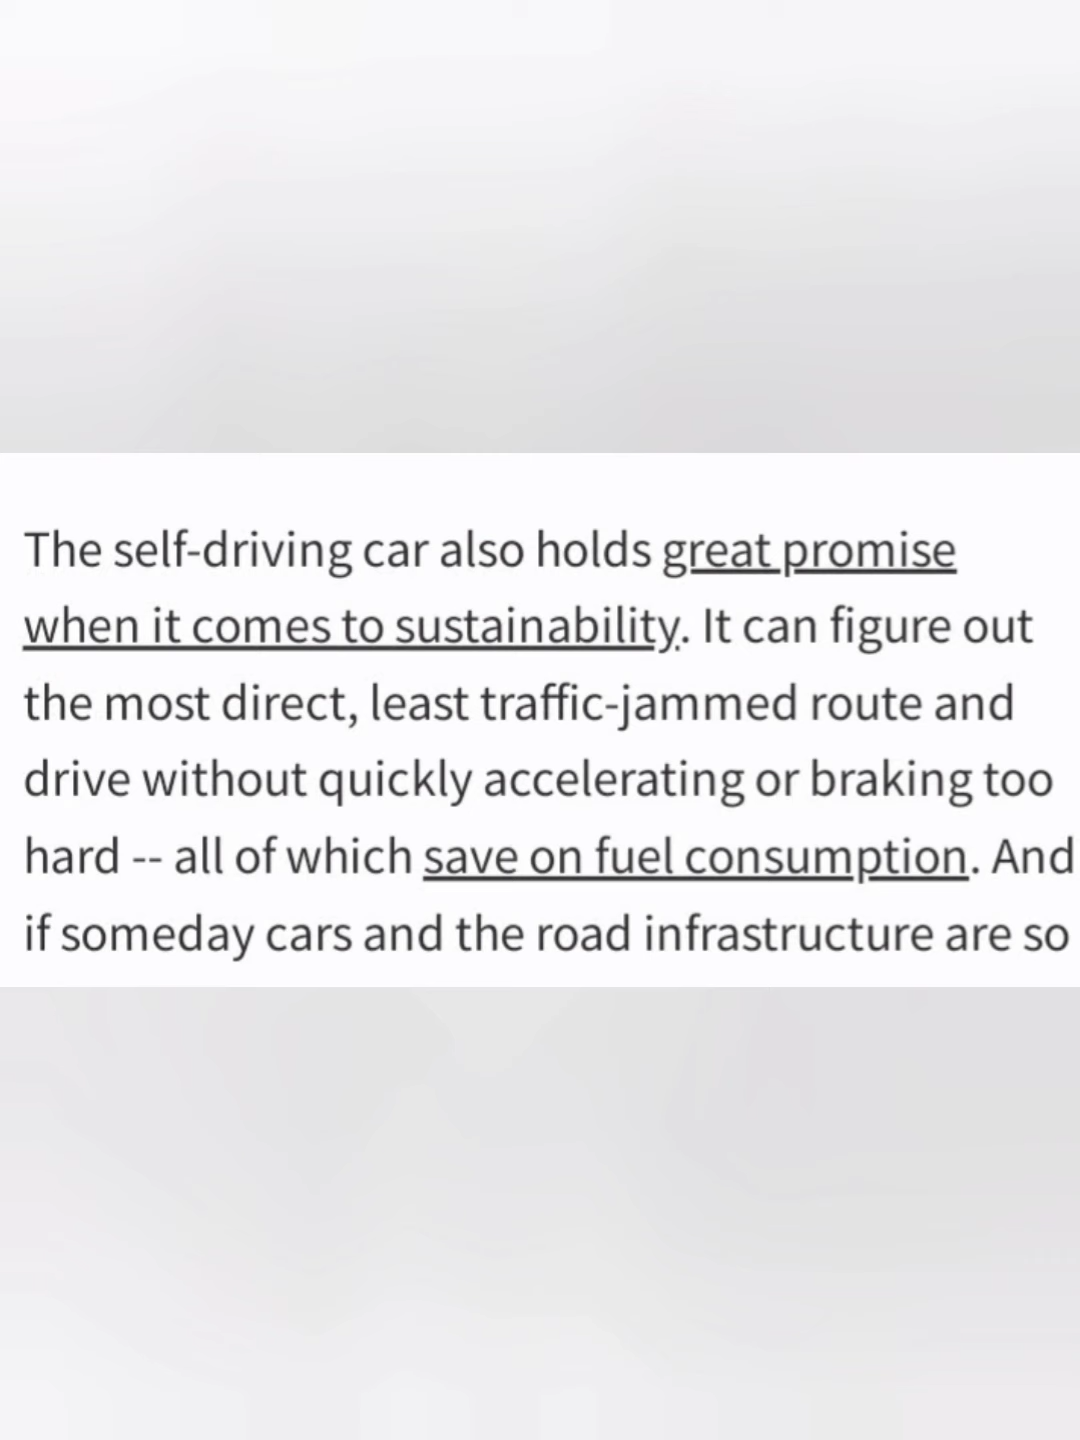 The self-driving car also holds great promise
when it comes to sustainability. It can figure out
the most direct, least traffic-jammed route and
drive without quickly accelerating or braking too
hard -- all of which save on fuel consumption. And
if someday cars and the road infrastructure are so